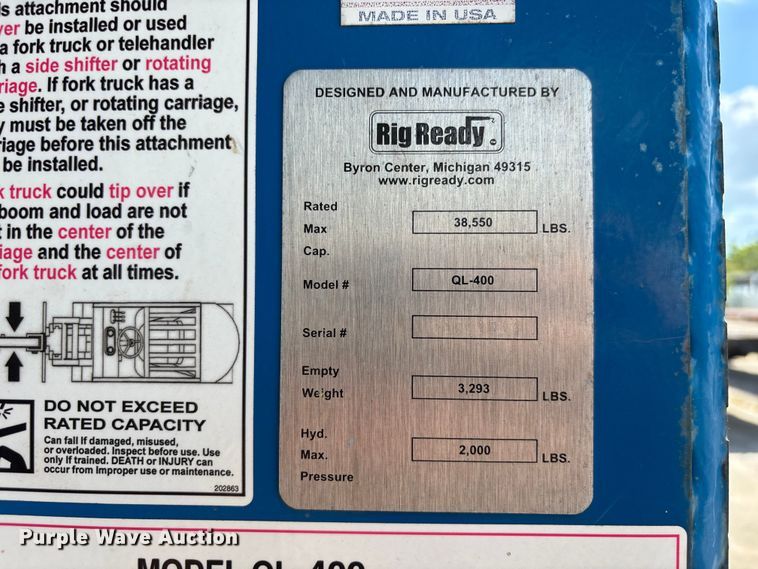 MADE IN USA
attachment should
be installed or used
a fork truck or telehandler
a side shifter or rotating
If fork truck has a
shifter, or rotating carriage,
must be taken off the
before this attachment
be installed.
truck could tip over if
boom and load are not
in the center of the
and the center of
fork truck at all times.
DO NOT EXCEED
RATED CAPACITY
Can fall if damaged, misused,
or overloaded. Inspect before use. Use
only if trained. DEATH or INJURY can
occur from improper use or maintenance.
202863
DESIGNED AND MANUFACTURED BY
Rig Ready
Byron Center, Michigan 49315
www.rigready.com
Rated
Max
Cap.
38,550 LBS.
Model # QL-400
Serial #
Empty
Weight
3,293 LBS.
Hyd.
Max.
Pressure
2,000 LBS.
Purple Wave Auction
MODEL QL-400